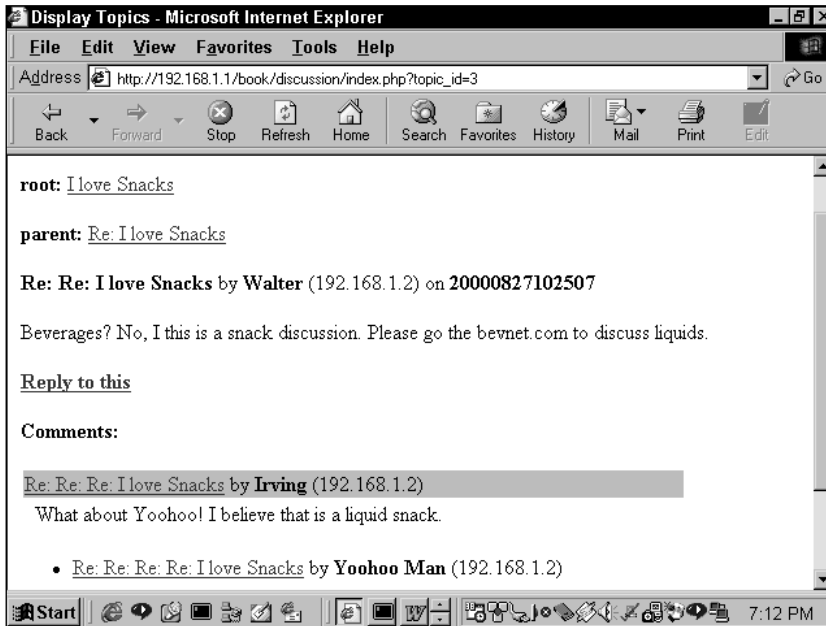 Display Topics - Microsoft Internet Explorer
File Edit View Favorites Tools Help
Address http://192.168.1.1/book/discussion/index.php?topic_id=3 Go
Back Forward Stop Refresh Home Search Favorites History Mail Print Edit
root: I love Snacks
parent: Re: I love Snacks
Re: Re: I love Snacks by Walter (192.168.1.2) on 20000827102507
Beverages? No, I this is a snack discussion. Please go the bevnet.com to discuss liquids.
Reply to this
Comments:
Re: Re: Re: I love Snacks by Irving (192.168.1.2)
What about Yoohoo! I believe that is a liquid snack.
• Re: Re: Re: Re: I love Snacks by Yoohoo Man (192.168.1.2)
Start 7:12 PM